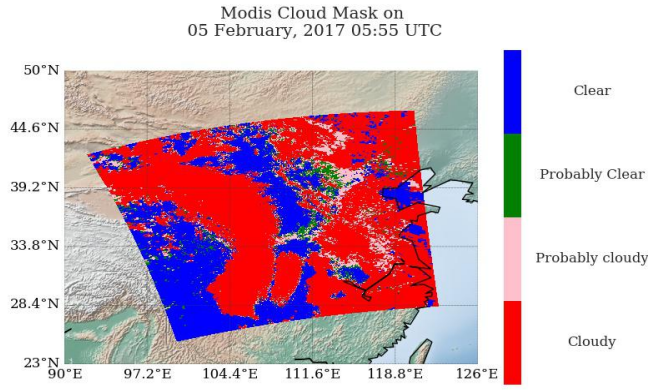 Modis Cloud Mask on
05 February, 2017 05:55 UTC
50°N
44.6°N
39.2°N
33.8°N
28.4°N
23°N
90°E
97.2°E
104.4°E
111.6°E
118.8°E
126°E
Clear
Probably Clear
Probably cloudy
Cloudy